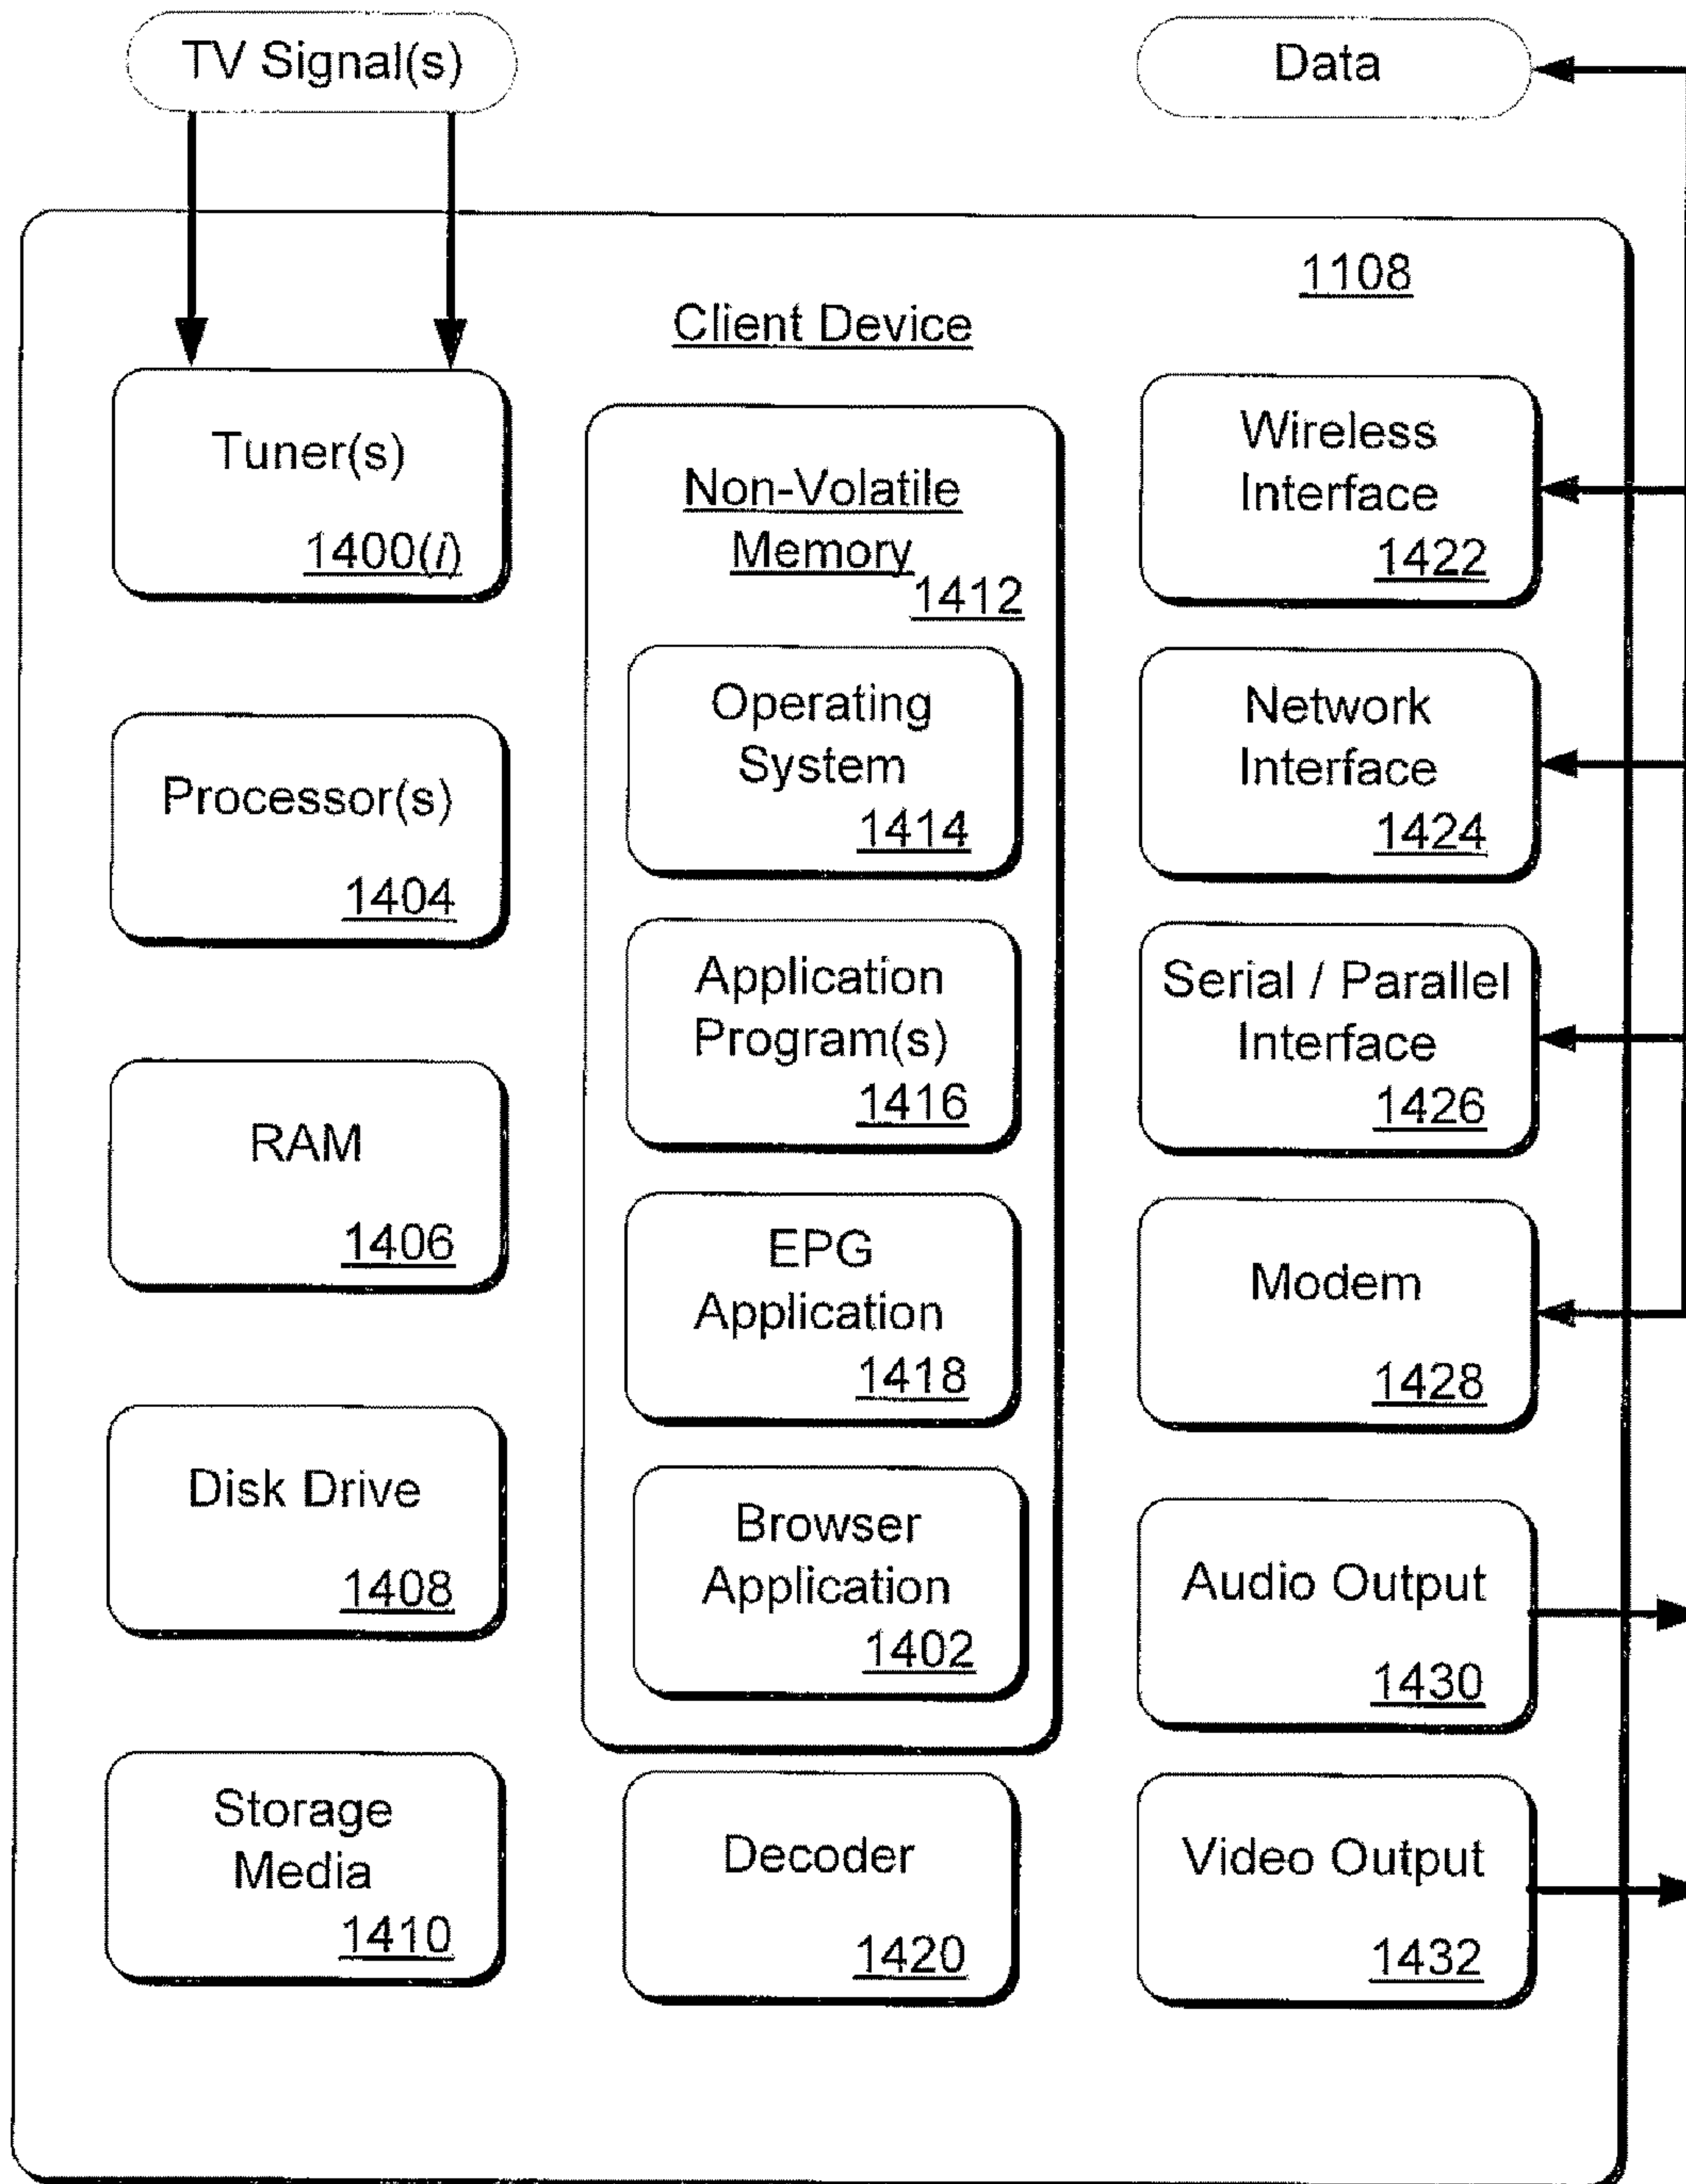 TV Signal(s)
Data
1108
Client Device
Tuner(s)
1400(i)
Processor(s)
1404
RAM
1406
Disk Drive
1408
Storage
Media
1410
Non-Volatile
Memory
1412
Operating
System
1414
Application
Program(s)
1416
EPG
Application
1418
Browser
Application
1402
Decoder
1420
Wireless
Interface
1422
Network
Interface
1424
Serial / Parallel
Interface
1426
Modem
1428
Audio Output
1430
Video Output
1432